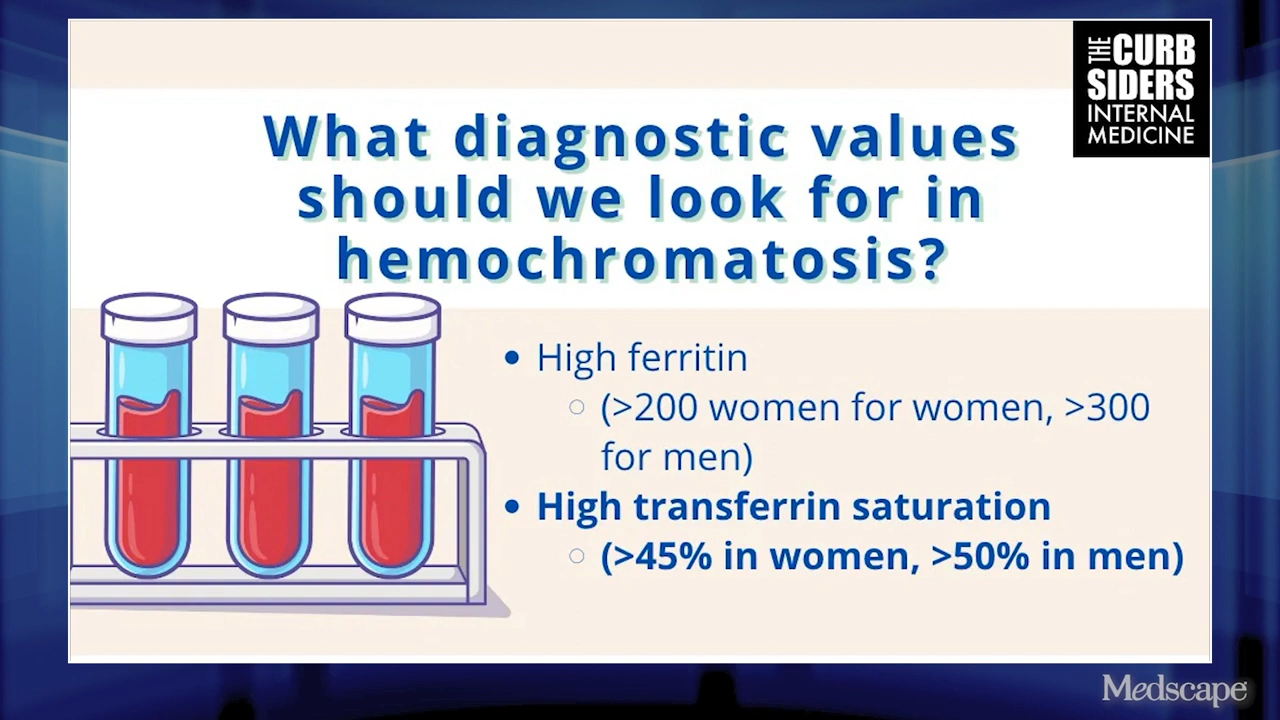 THE CURB
SIDERS
INTERNAL
MEDICINE
What diagnostic values
should we look for in
hemochromatosis?
• High ferritin
○ (>200 women for women, >300
for men)
• High transferrin saturation
○ (>45% in women, >50% in men)
Medscape